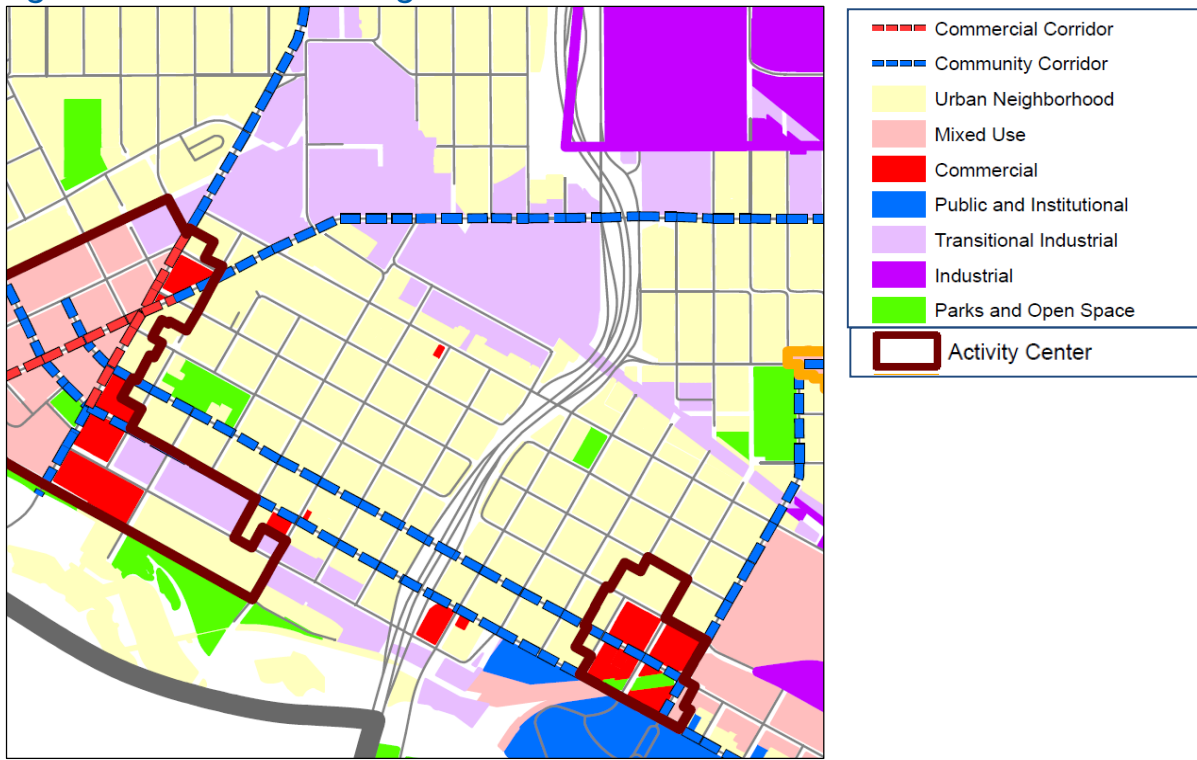 Commercial Corridor
Community Corridor
Urban Neighborhood
Mixed Use
Commercial
Public and Institutional
Transitional Industrial
Industrial
Parks and Open Space
Activity Center